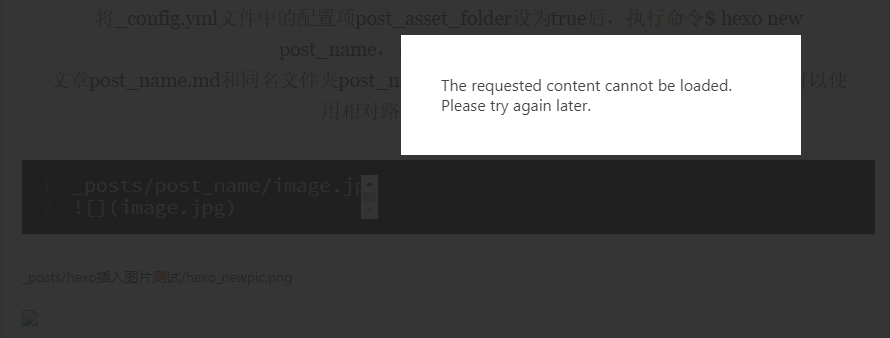 将_config.yml文件中的配置项post_asset_folder设为true后，执行命令$ hexo new
post_name，
文章post_name.md和同名文件夹post_na
以使
用相对路
The requested content cannot be loaded.
Please try again later.
1 _posts/post_name/image.jp
2 ![](image.jpg)
_posts/hexo插入图片测试/hexo_newpic.png